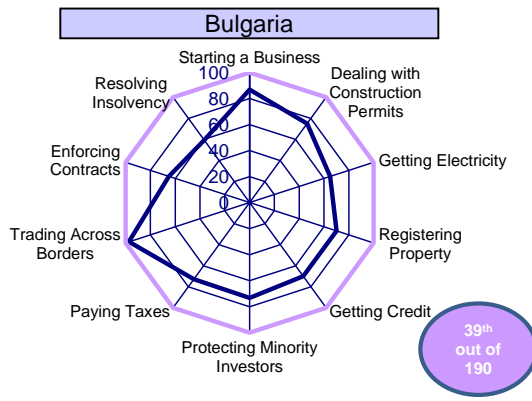 Bulgaria
Starting a Business
100
80
60
40
20
0
Dealing with
Construction
Permits
Getting Electricity
Registering
Property
Getting Credit
Protecting Minority
Investors
Paying Taxes
Trading Across
Borders
Enforcing
Contracts
Resolving
Insolvency
39th
out of
190